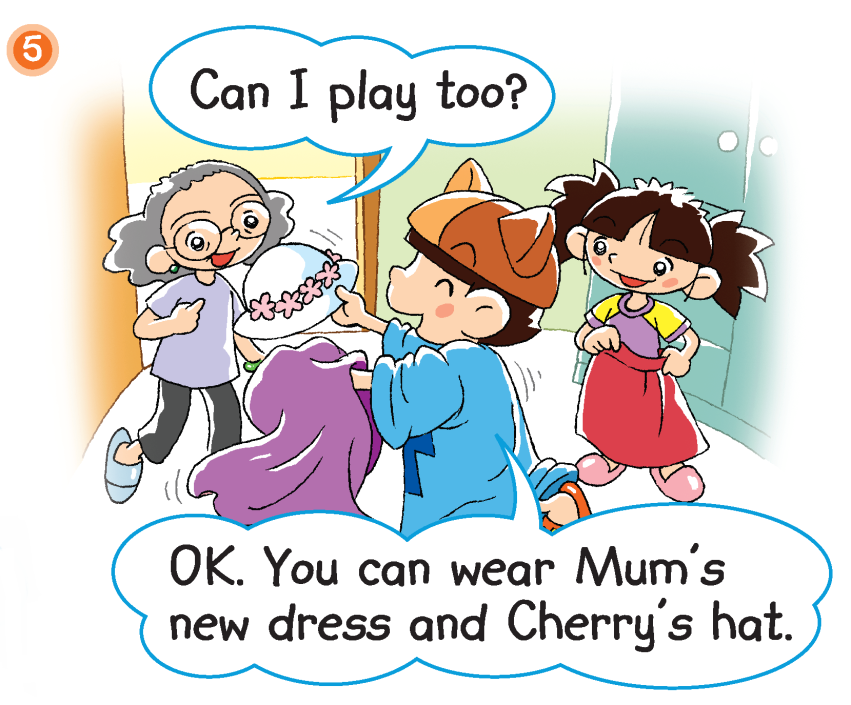 5
Can I play too?
OK. You can wear Mum's
new dress and Cherry's hat.